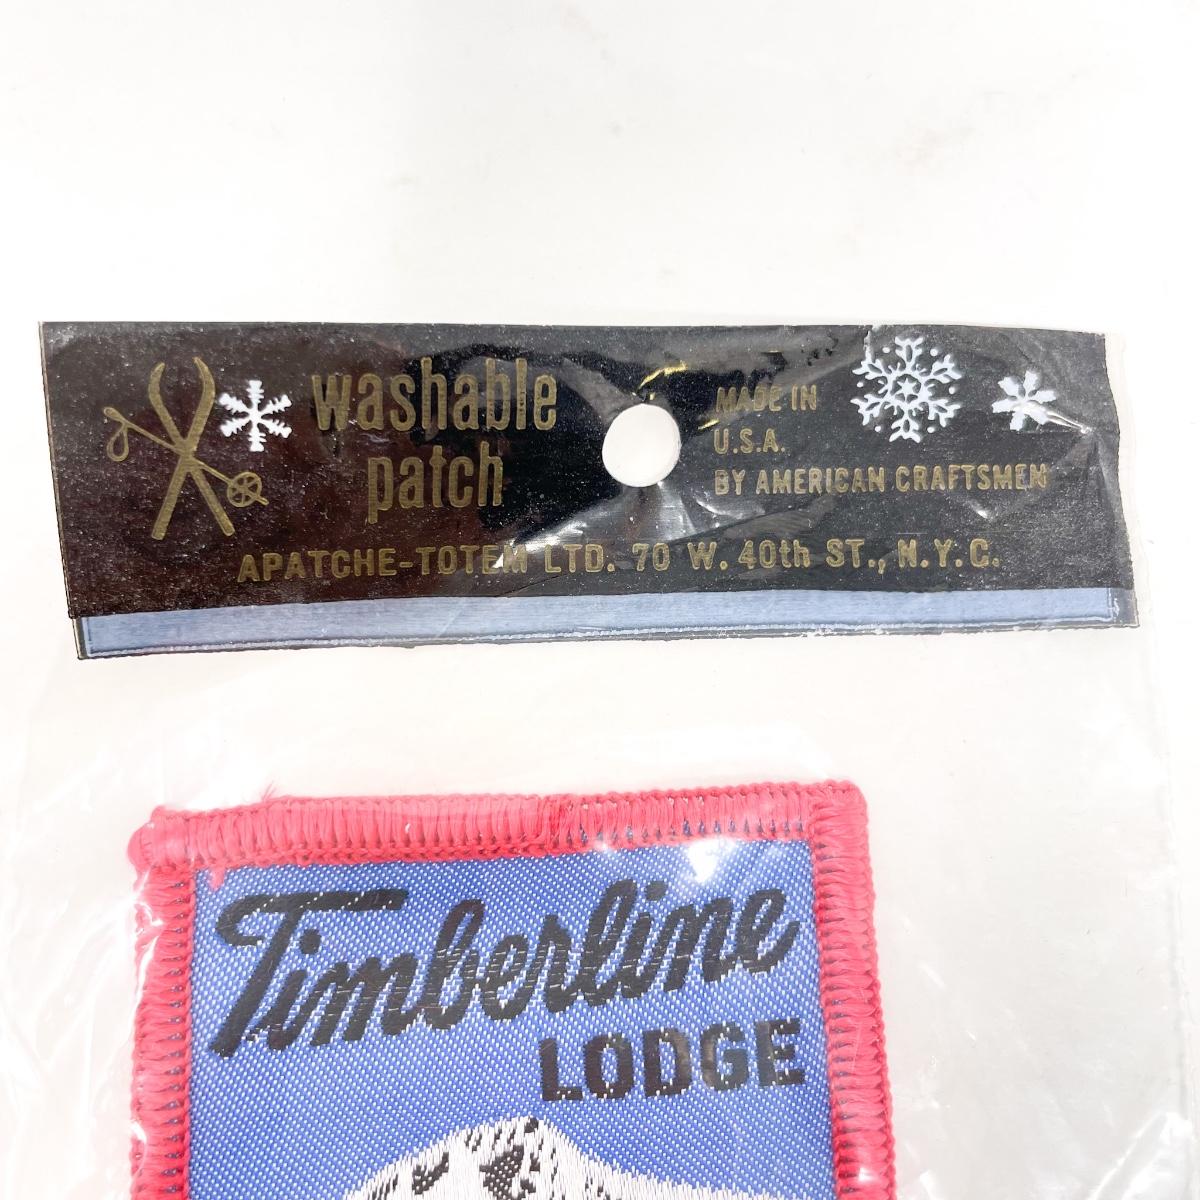 washable
patch
MADE IN
U.S.A.
BY AMERICAN CRAFTSMEN
APATCHE-TOTEM LTD. 70 W. 40th ST., N.Y.C.
Timberline
LODGE